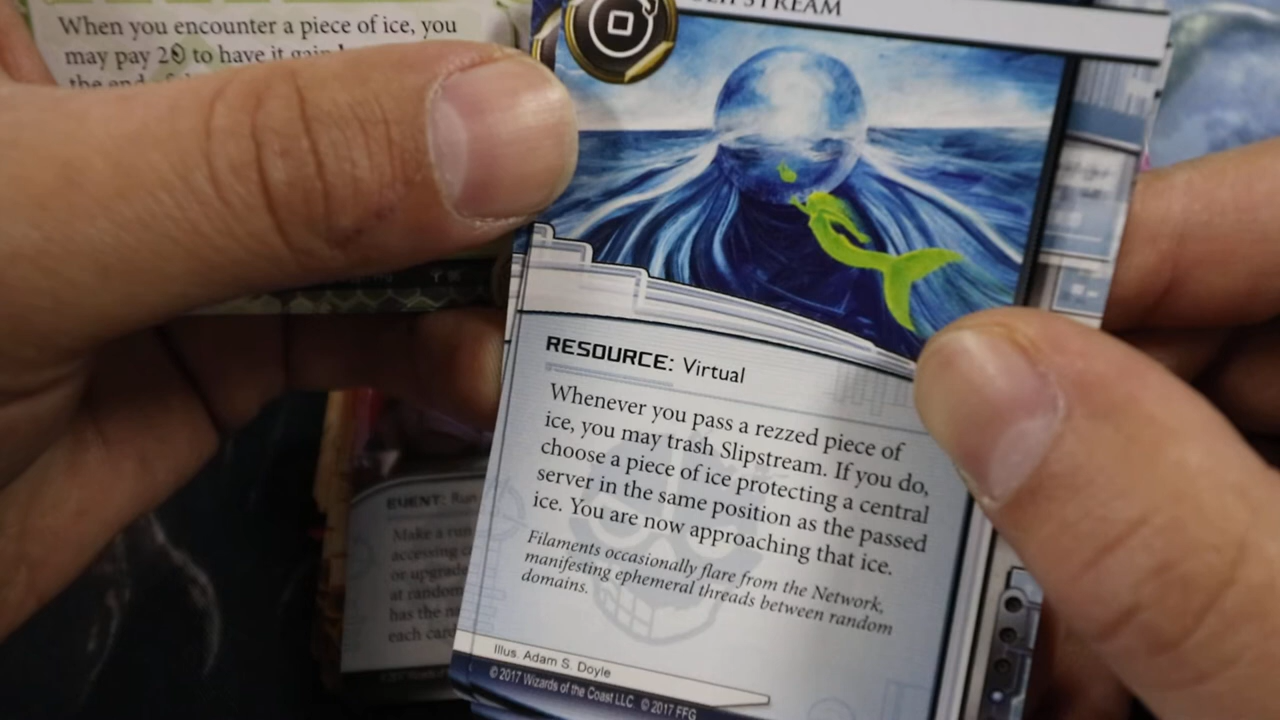 When you encounter a piece of ice, you
may pay 2 to have it gain
the end of
STREAM
RESOURCE: Virtual
Whenever you pass a rezzed piece of
ice, you may trash Slipstream. If you do,
choose a piece of ice protecting a central
server in the same position as the passed
ice. You are now approaching that ice.
Filaments occasionally flare from the Network,
manifesting ephemeral threads between random
domains.
Illus. Adam S. Doyle
© 2017 Wizards of the Coast LLC. © 2017 FFG
EVENT: Run
Make a run
accessing
or upgrade
at random
has the
each card